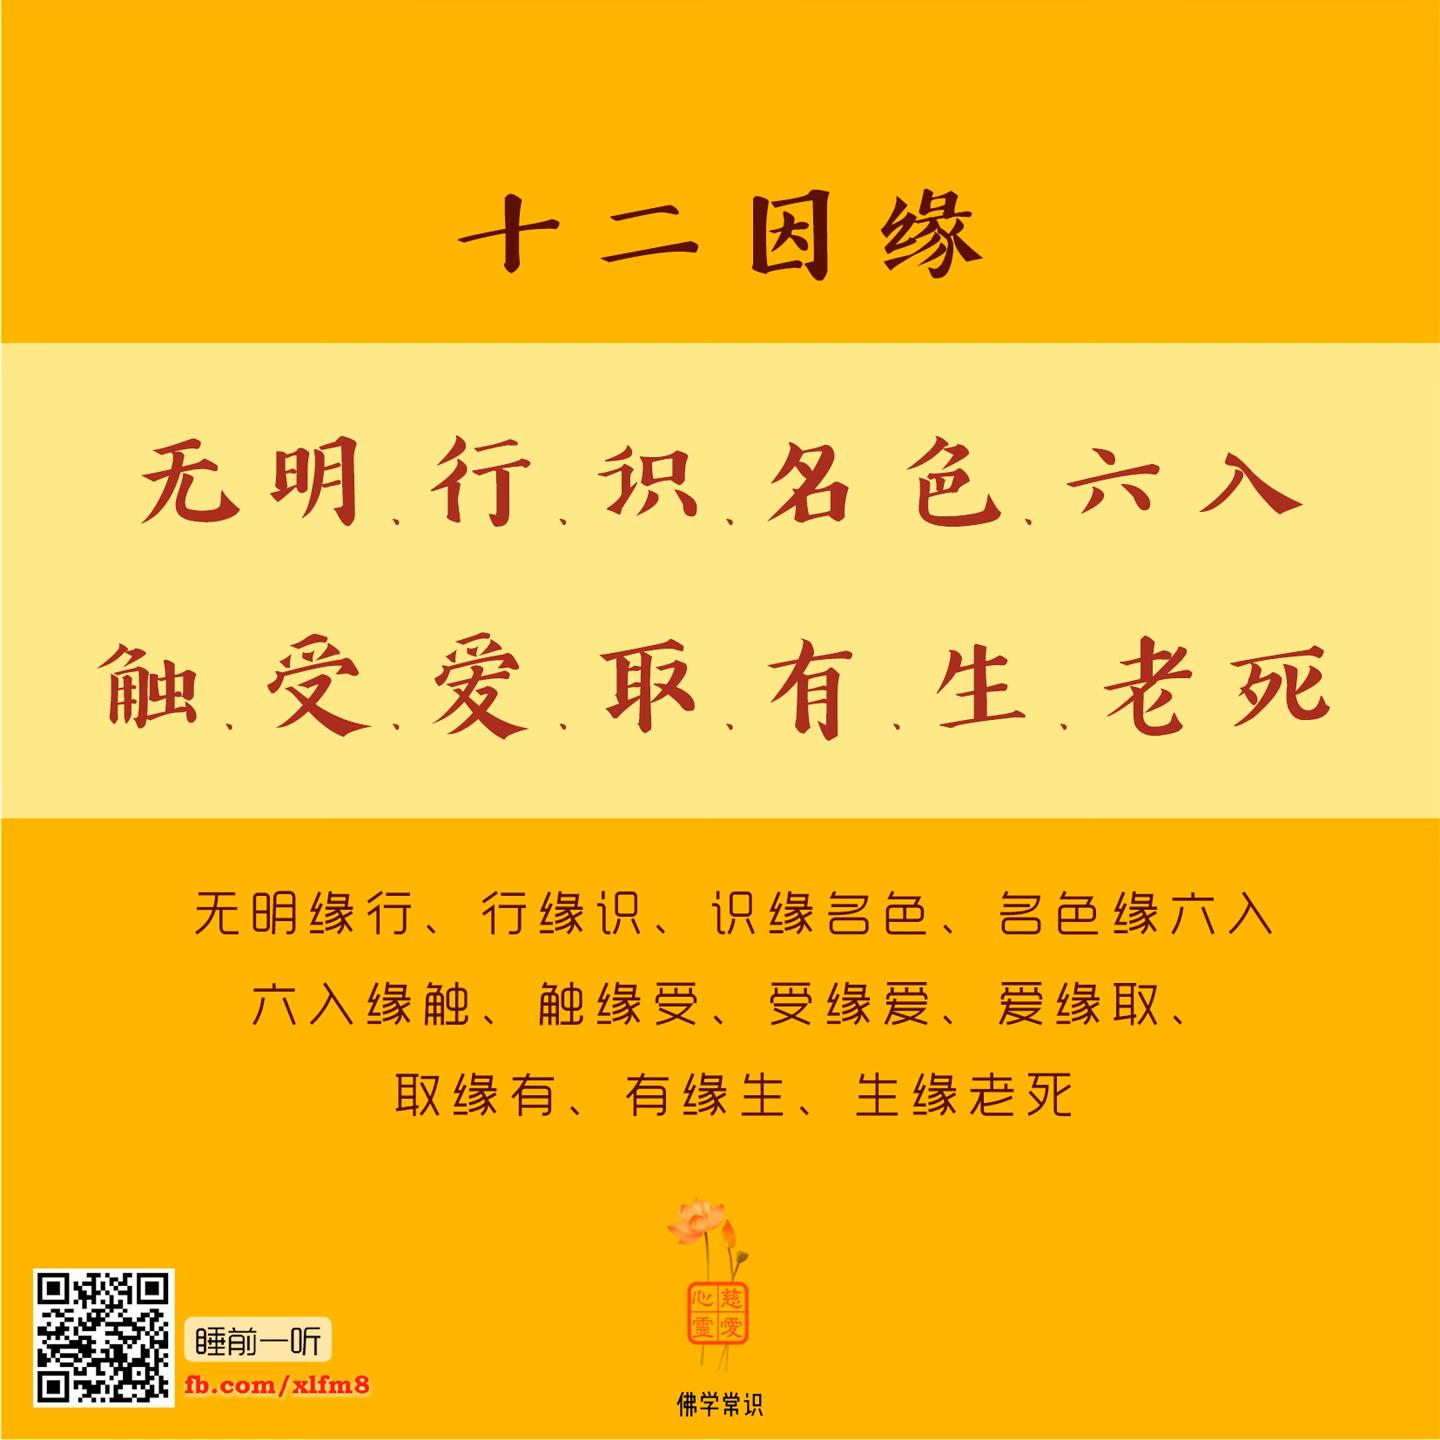 十二因缘
无明、行、识、名色、六入
触、受、爱、取、有、生、老死
无明缘行、行缘识、识缘名色、名色缘六入
六入缘触、触缘受、受缘爱、爱缘取、
取缘有、有缘生、生缘老死
慈愛心靈
睡前一听
fb.com/xlfm8
佛学常识